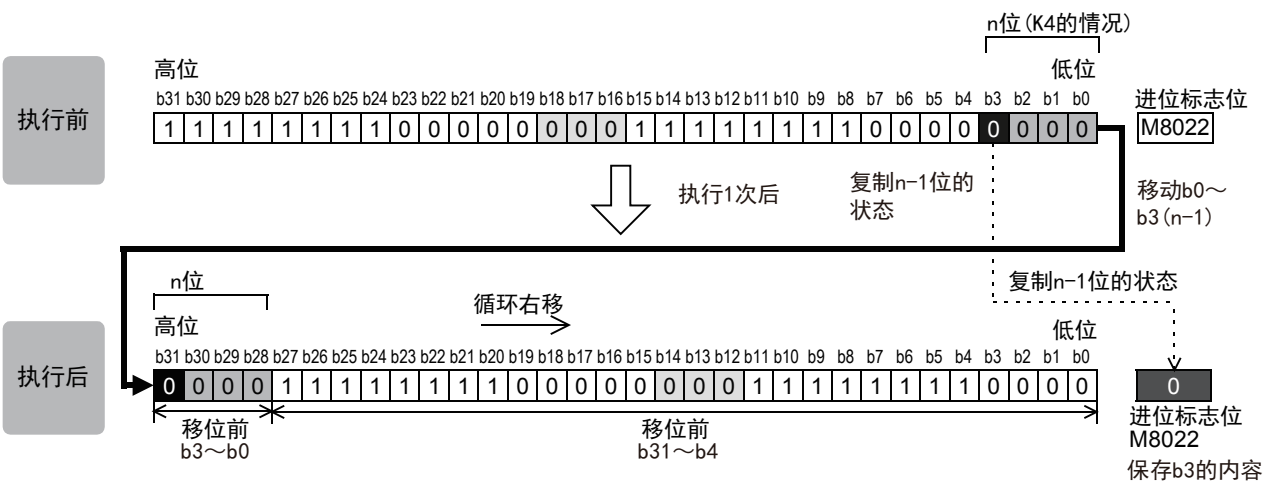 n位(K4的情况)
高位 低位
b31 b30 b29 b28 b27 b26 b25 b24 b23 b22 b21 b20 b19 b18 b17 b16 b15 b14 b13 b12 b11 b10 b9 b8 b7 b6 b5 b4 b3 b2 b1 b0 进位标志位
执行前 1 1 1 1 1 1 1 1 0 0 0 0 0 0 0 0 1 1 1 1 1 1 1 1 0 0 0 0 0 0 0 0 M8022
执行1次后
复制n-1位的
状态
移动b0～
b3(n-1)
n位
循环右移
复制n-1位的状态
高位 低位
b31 b30 b29 b28 b27 b26 b25 b24 b23 b22 b21 b20 b19 b18 b17 b16 b15 b14 b13 b12 b11 b10 b9 b8 b7 b6 b5 b4 b3 b2 b1 b0
执行后 0 0 0 0 1 1 1 1 1 1 1 1 0 0 0 0 0 0 0 0 1 1 1 1 1 1 1 1 0 0 0 0 0
移位前
b3～b0
移位前
b31～b4
进位标志位
M8022
保存b3的内容